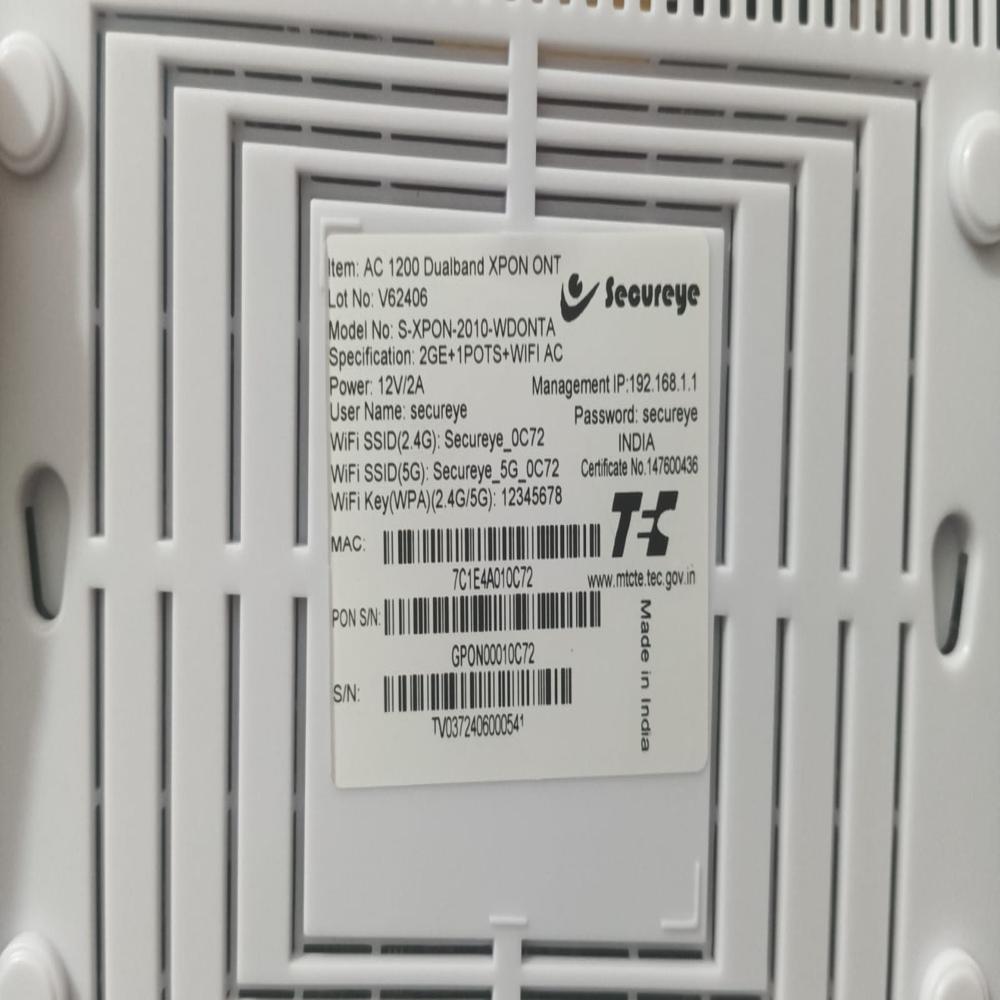 Item: AC 1200 Dualband XPON ONT
Secureye
Lot No: V62406
Model No: S-XPON-2010-WDONTA
Specification: 2GE+1POTS+WIFI AC
Power: 12V/2A
Management IP:192.168.1.1
User Name: secureye
Password: secureye
WiFi SSID(2.4G): Secureye_0C72
INDIA
WiFi SSID(5G): Secureye_5G_0C72
Certificate No.147600436
WiFi Key(WPA)(2.4G/5G): 12345678
TEC
MAC:
7C1E4A010C72
www.mtcte.tec.gov.in
PON S/N:
GPON00010C72
Made in India
S/N:
TV0372406000541